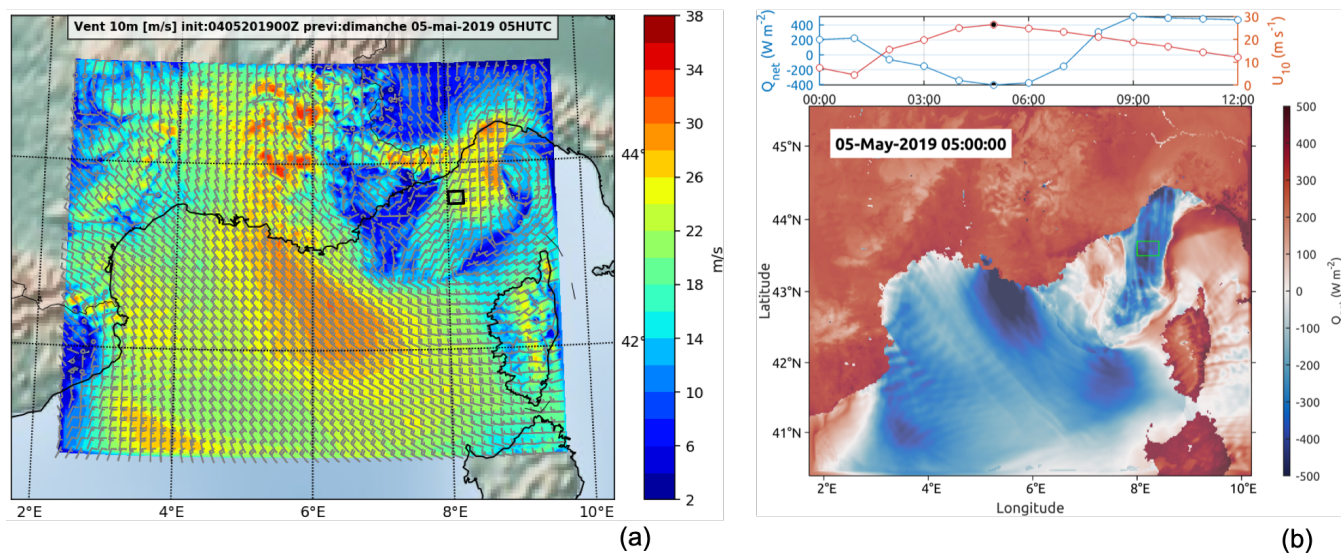 Vent 10m [m/s] init:0405201900Z previ:dimanche 05-mai-2019 05HUTC
44°
42°
2°E
4°E
6°E
8°E
10°E
38
34
30
26
22
18
14
10
6
2
m/s
(a)
Q_net (W m⁻²)
400
200
0
-200
-400
30
20
10
0
U_10 (m s⁻¹)
00:00
03:00
06:00
09:00
12:00
05-May-2019 05:00:00
Latitude
45°N
44°N
43°N
42°N
41°N
2°E
4°E
6°E
8°E
10°E
Longitude
500
400
300
200
100
0
-100
-200
-300
-400
-500
(W m⁻²)
(b)